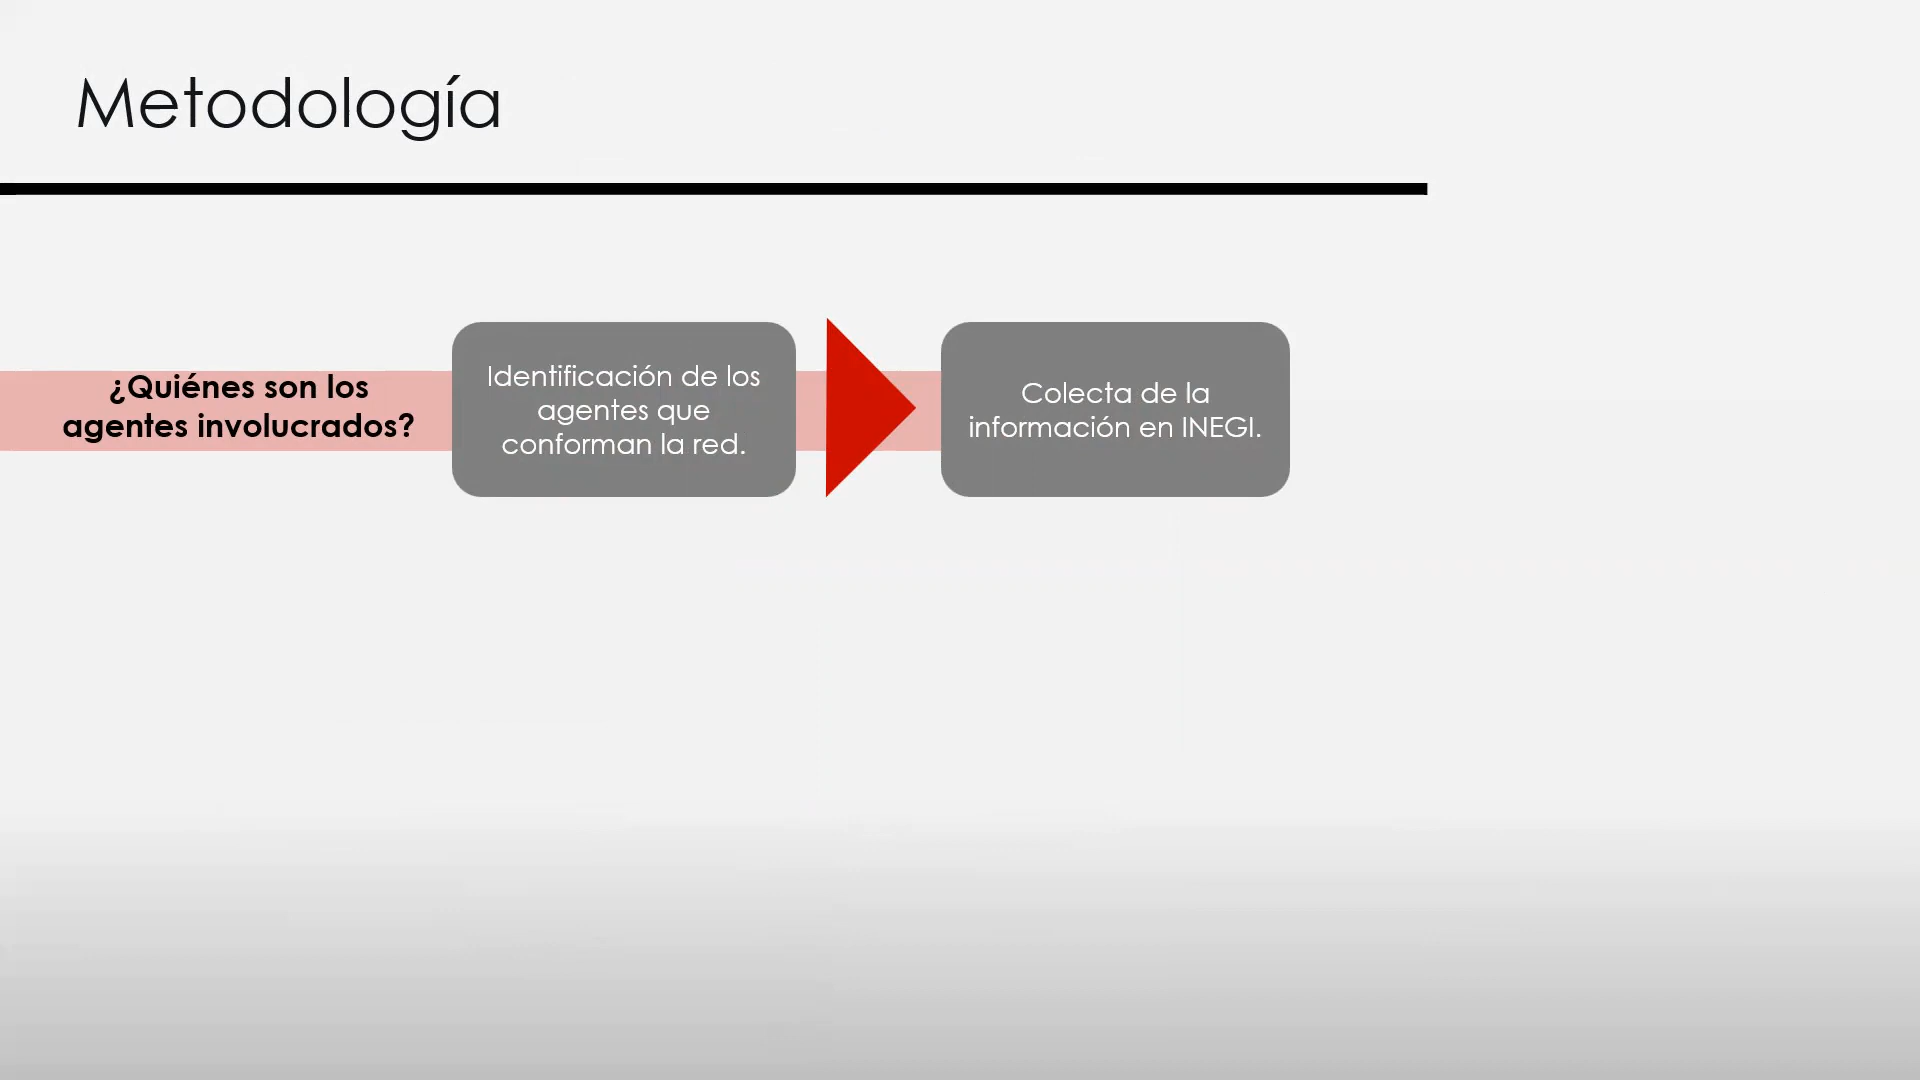 Metodología
¿Quiénes son los
agentes involucrados?
Identificación de los
agentes que
conforman la red.
Colecta de la
información en INEGI.